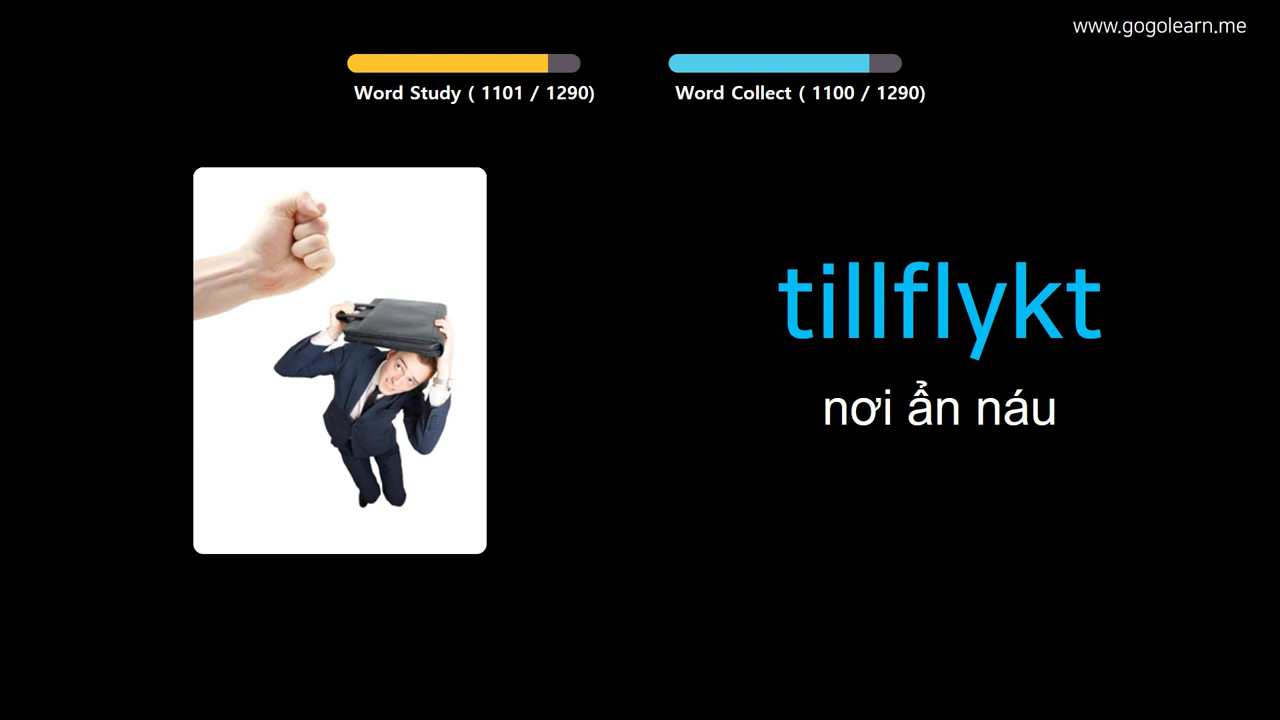 www.gogolearn.me
Word Study ( 1101 / 1290)
Word Collect ( 1100 / 1290)
tillflykt
nơi ẩn náu